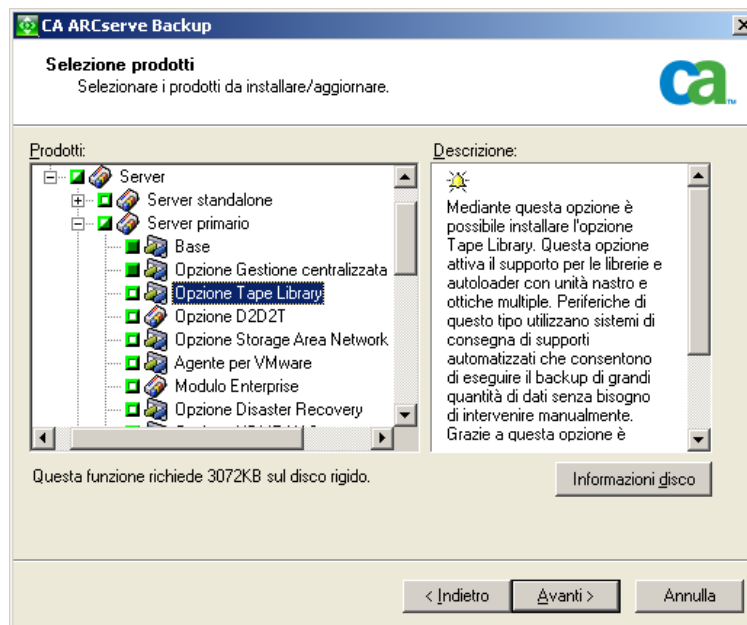 CA ARCserve Backup
Selezione prodotti
Selezionare i prodotti da installare/aggiornare.
ca
Prodotti:
Server
Server standalone
Server primario
Base
Opzione Gestione centralizzata
Opzione Tape Library
Opzione D2D2T
Opzione Storage Area Network
Agente per VMware
Modulo Enterprise
Opzione Disaster Recovery
Descrizione:
Mediante questa opzione è
possibile installare l'opzione
Tape Library. Questa opzione
attiva il supporto per le librerie e
autoloader con unità nastro e
ottiche multiple. Periferiche di
questo tipo utilizzano sistemi di
consegna di supporti
automatizzati che consentono
di eseguire il backup di grandi
quantità di dati senza bisogno
di intervenire manualmente.
Grazie a questa opzione è
Questa funzione richiede 3072KB sul disco rigido.
Informazioni disco
< Indietro
Avanti >
Annulla